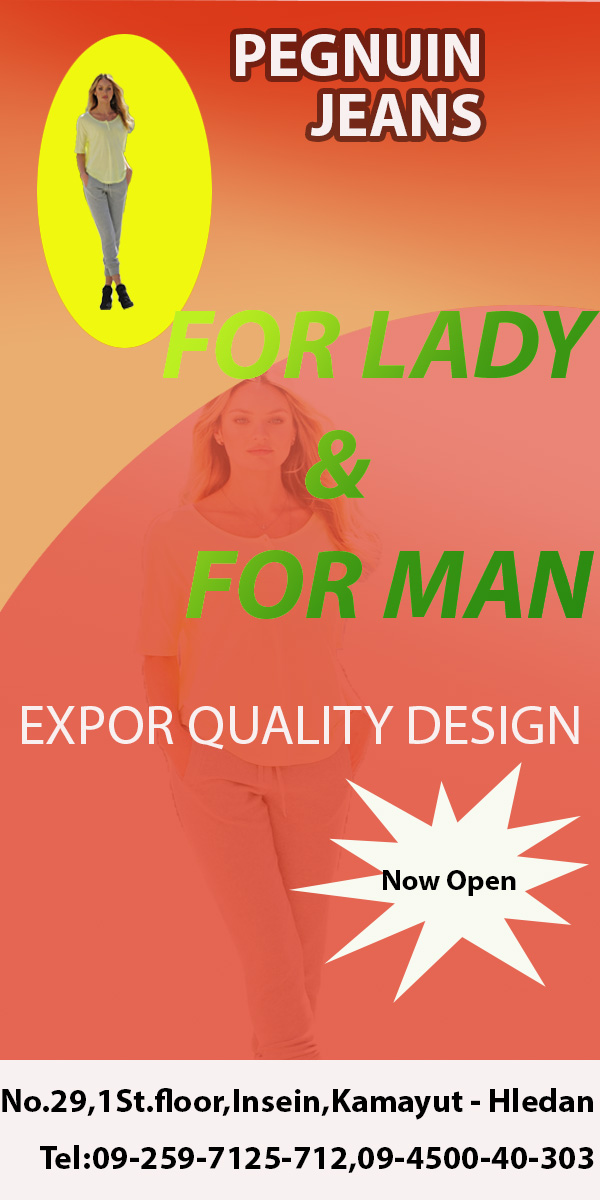 PEGNUIN
JEANS
FOR LADY
&
FOR MAN
EXPOR QUALITY DESIGN
Now Open
No.29,1St.floor,Insein,Kamayut - Hledan
Tel:09-259-7125-712,09-4500-40-303